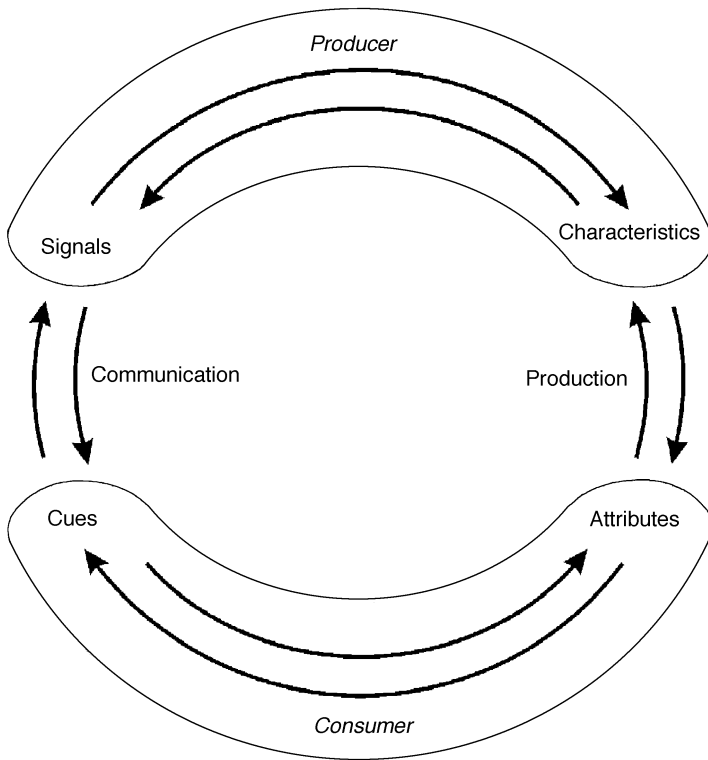 Producer
Signals
Characteristics
Communication
Production
Cues
Attributes
Consumer